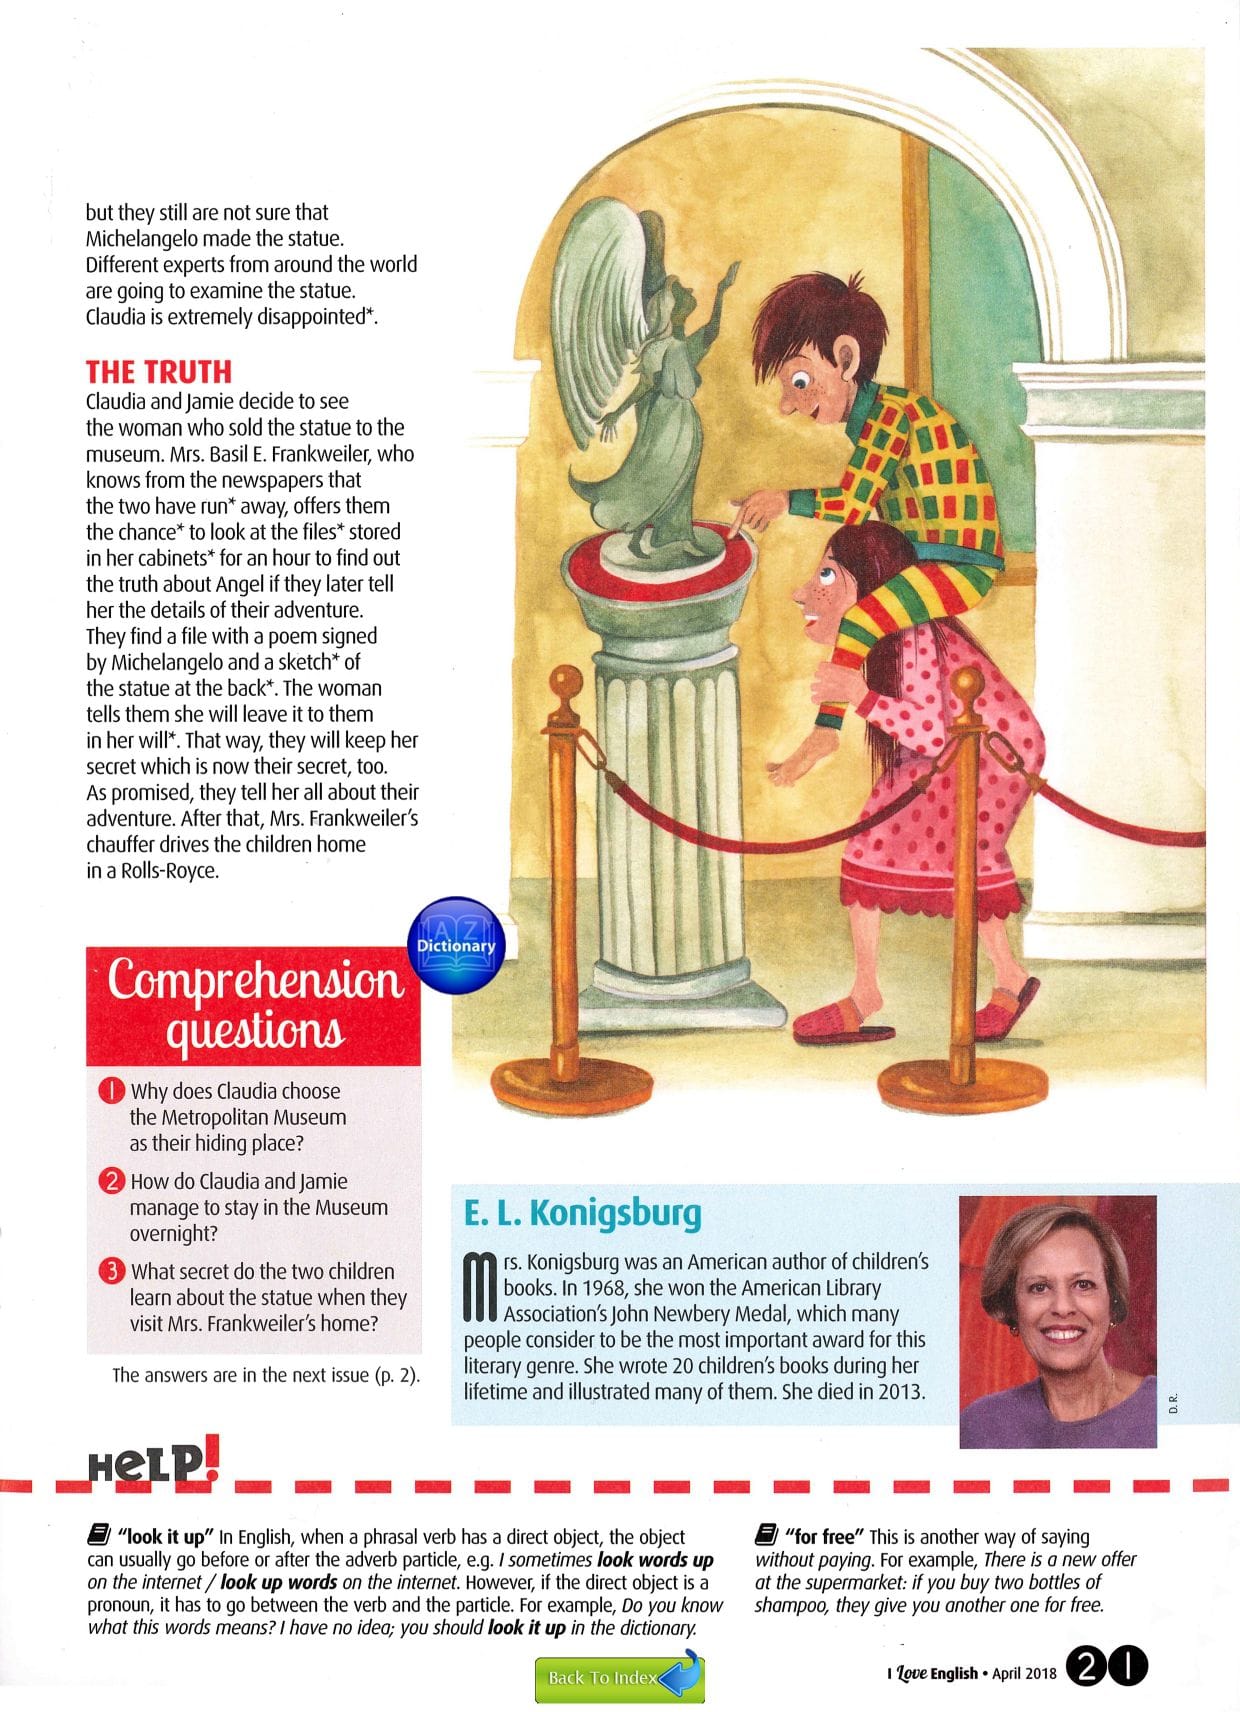 but they still are not sure that
Michelangelo made the statue.
Different experts from around the world
are going to examine the statue.
Claudia is extremely disappointed*.
THE TRUTH
Claudia and Jamie decide to see
the woman who sold the statue to the
museum. Mrs. Basil E. Frankweiler, who
knows from the newspapers that
the two have run* away, offers them
the chance* to look at the files* stored
in her cabinets* for an hour to find out
the truth about Angel if they later tell
her the details of their adventure.
They find a file with a poem signed
by Michelangelo and a sketch* of
the statue at the back*. The woman
tells them she will leave it to them
in her will*. That way, they will keep her
secret which is now their secret, too.
As promised, they tell her all about their
adventure. After that, Mrs. Frankweiler's
chauffer drives the children home
in a Rolls-Royce.
A Z
Dictionary
Comprehension
questions
1 Why does Claudia choose
the Metropolitan Museum
as their hiding place?
2 How do Claudia and Jamie
manage to stay in the Museum
overnight?
3 What secret do the two children
learn about the statue when they
visit Mrs. Frankweiler's home?
The answers are in the next issue (p. 2).
E. L. Konigsburg
Mrs. Konigsburg was an American author of children's
books. In 1968, she won the American Library
Association's John Newbery Medal, which many
people consider to be the most important award for this
literary genre. She wrote 20 children's books during her
lifetime and illustrated many of them. She died in 2013.
D. R.
HELP!
"look it up" In English, when a phrasal verb has a direct object, the object
can usually go before or after the adverb particle, e.g. I sometimes look words up
on the internet / look up words on the internet. However, if the direct object is a
pronoun, it has to go between the verb and the particle. For example, Do you know
what this words means? I have no idea; you should look it up in the dictionary.
"for free" This is another way of saying
without paying. For example, There is a new offer
at the supermarket: if you buy two bottles of
shampoo, they give you another one for free.
Back To Index
I Love English • April 2018 21